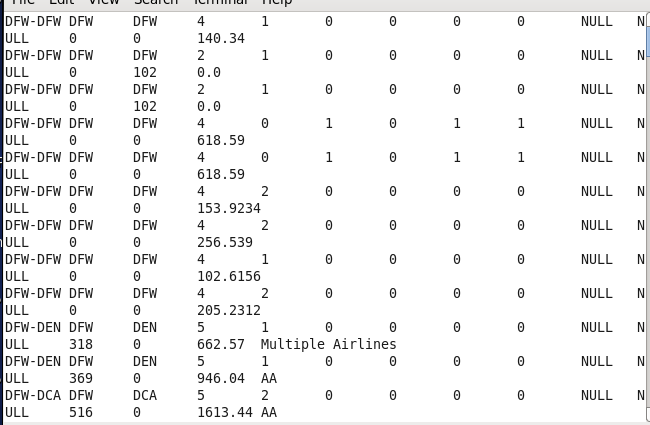 File Edit View Search Terminal Help
DFW-DFW DFW DFW 4 1 0 0 0 0 NULL N
ULL 0 0 140.34
DFW-DFW DFW DFW 2 1 0 0 0 0 NULL N
ULL 0 102 0.0
DFW-DFW DFW DFW 2 1 0 0 0 0 NULL N
ULL 0 102 0.0
DFW-DFW DFW DFW 4 0 1 0 1 1 NULL N
ULL 0 0 618.59
DFW-DFW DFW DFW 4 0 1 0 1 1 NULL N
ULL 0 0 618.59
DFW-DFW DFW DFW 4 2 0 0 0 0 NULL N
ULL 0 0 153.9234
DFW-DFW DFW DFW 4 2 0 0 0 0 NULL N
ULL 0 0 256.539
DFW-DFW DFW DFW 4 1 0 0 0 0 NULL N
ULL 0 0 102.6156
DFW-DFW DFW DFW 4 2 0 0 0 0 NULL N
ULL 0 0 205.2312
DFW-DEN DFW DEN 5 1 0 0 0 0 NULL N
ULL 318 0 662.57 Multiple Airlines
DFW-DEN DFW DEN 5 1 0 0 0 0 NULL N
ULL 369 0 946.04 AA
DFW-DCA DFW DCA 5 2 0 0 0 0 NULL N
ULL 516 0 1613.44 AA